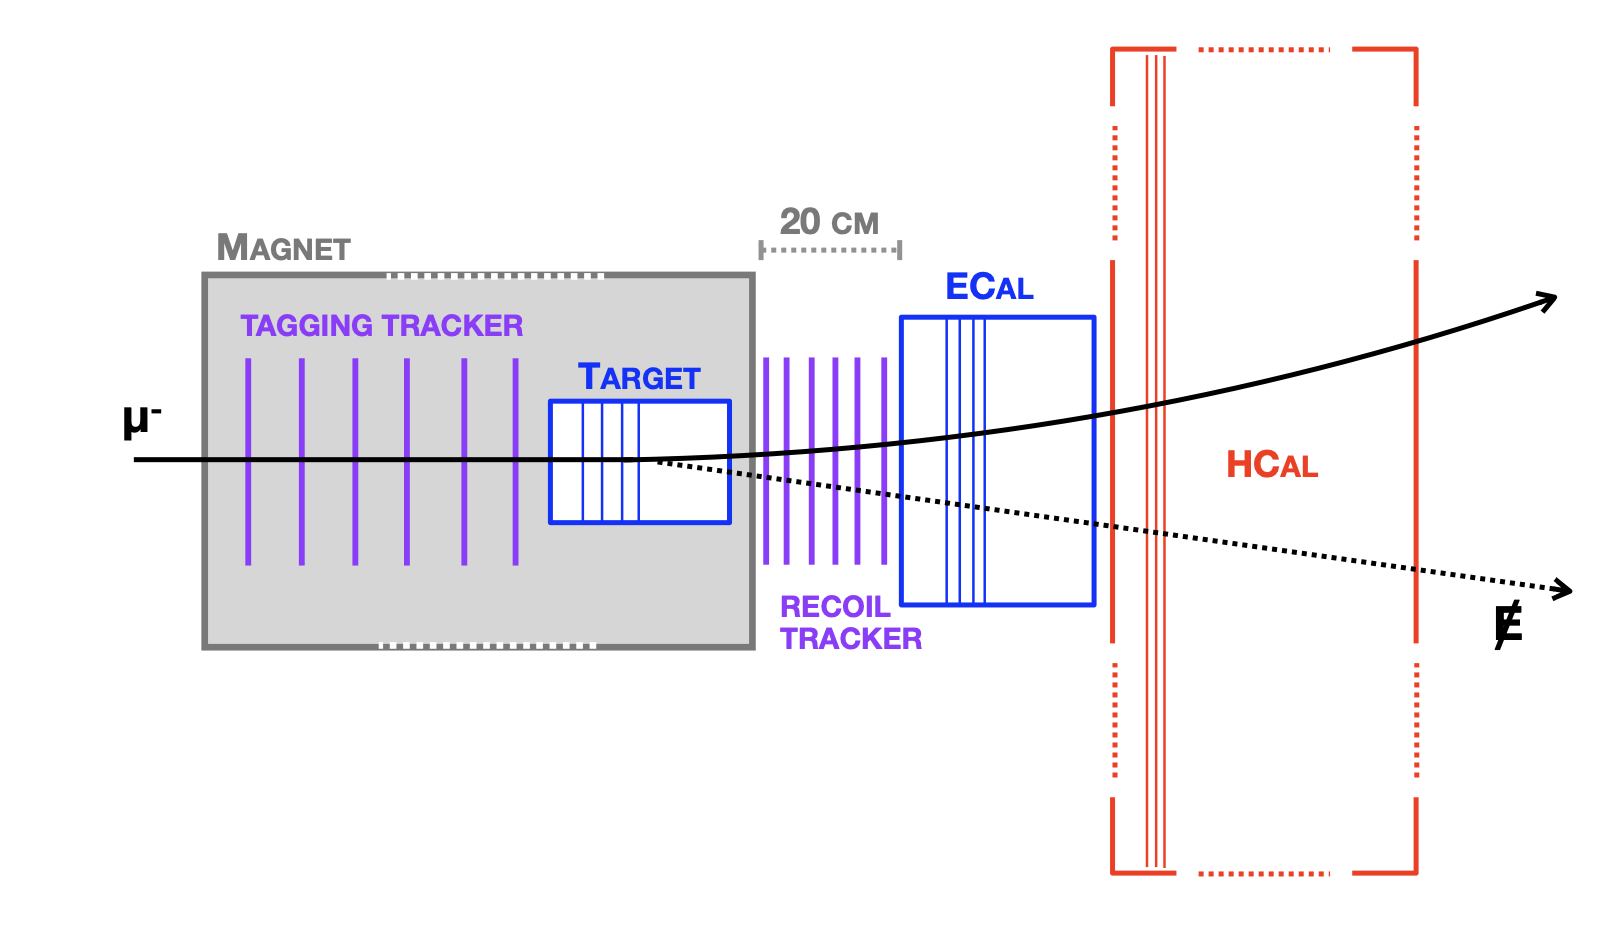 20 CM
MAGNET
ECAL
TAGGING TRACKER
TARGET
μ-
HCAL
RECOIL
TRACKER
E̸